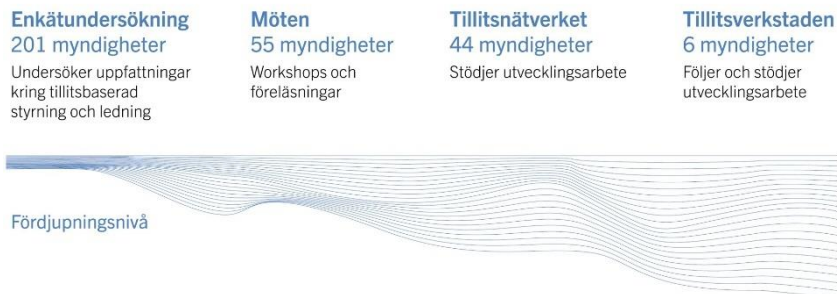 Enkätundersökning
201 myndigheter
Undersöker uppfattningar
kring tillitsbaserad
styrning och ledning
Möten
55 myndigheter
Workshops och
föreläsningar
Tillitsnätverket
44 myndigheter
Stödjer utvecklingsarbete
Tillitsverkstaden
6 myndigheter
Följer och stödjer
utvecklingsarbete
Fördjupningsnivå